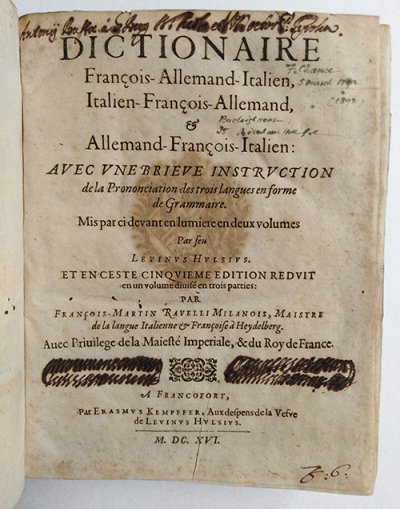 DICTIONAIRE
François-Allemand-Italien,
Italien-François-Allemand,
&
Allemand-François-Italien:
AVEC VNE BRIEVE INSTRVCTION
de la Prononciation des trois langues en forme
de Grammaire.
Mis par ci devant en lumiere en deux volumes
Par feu
LEVINVS HVLSIVS.
ET EN CESTE CINQVIEME EDITION REDVIT
en un volume divisé en trois parties:
PAR
FRANÇOIS-MARTIN RAVELLI MILANOIS, MAISTRE
de la langue Italienne & Françoise à Heydelberg.
Avec Privilege de la Maiesté Imperiale, & du Roy de France.
A FRANCOFORT,
Par ERASMVS KEMPFFER, Aux despens de la Vefve
de LEVINVS HVLSIVS.
M. DC. XVI.